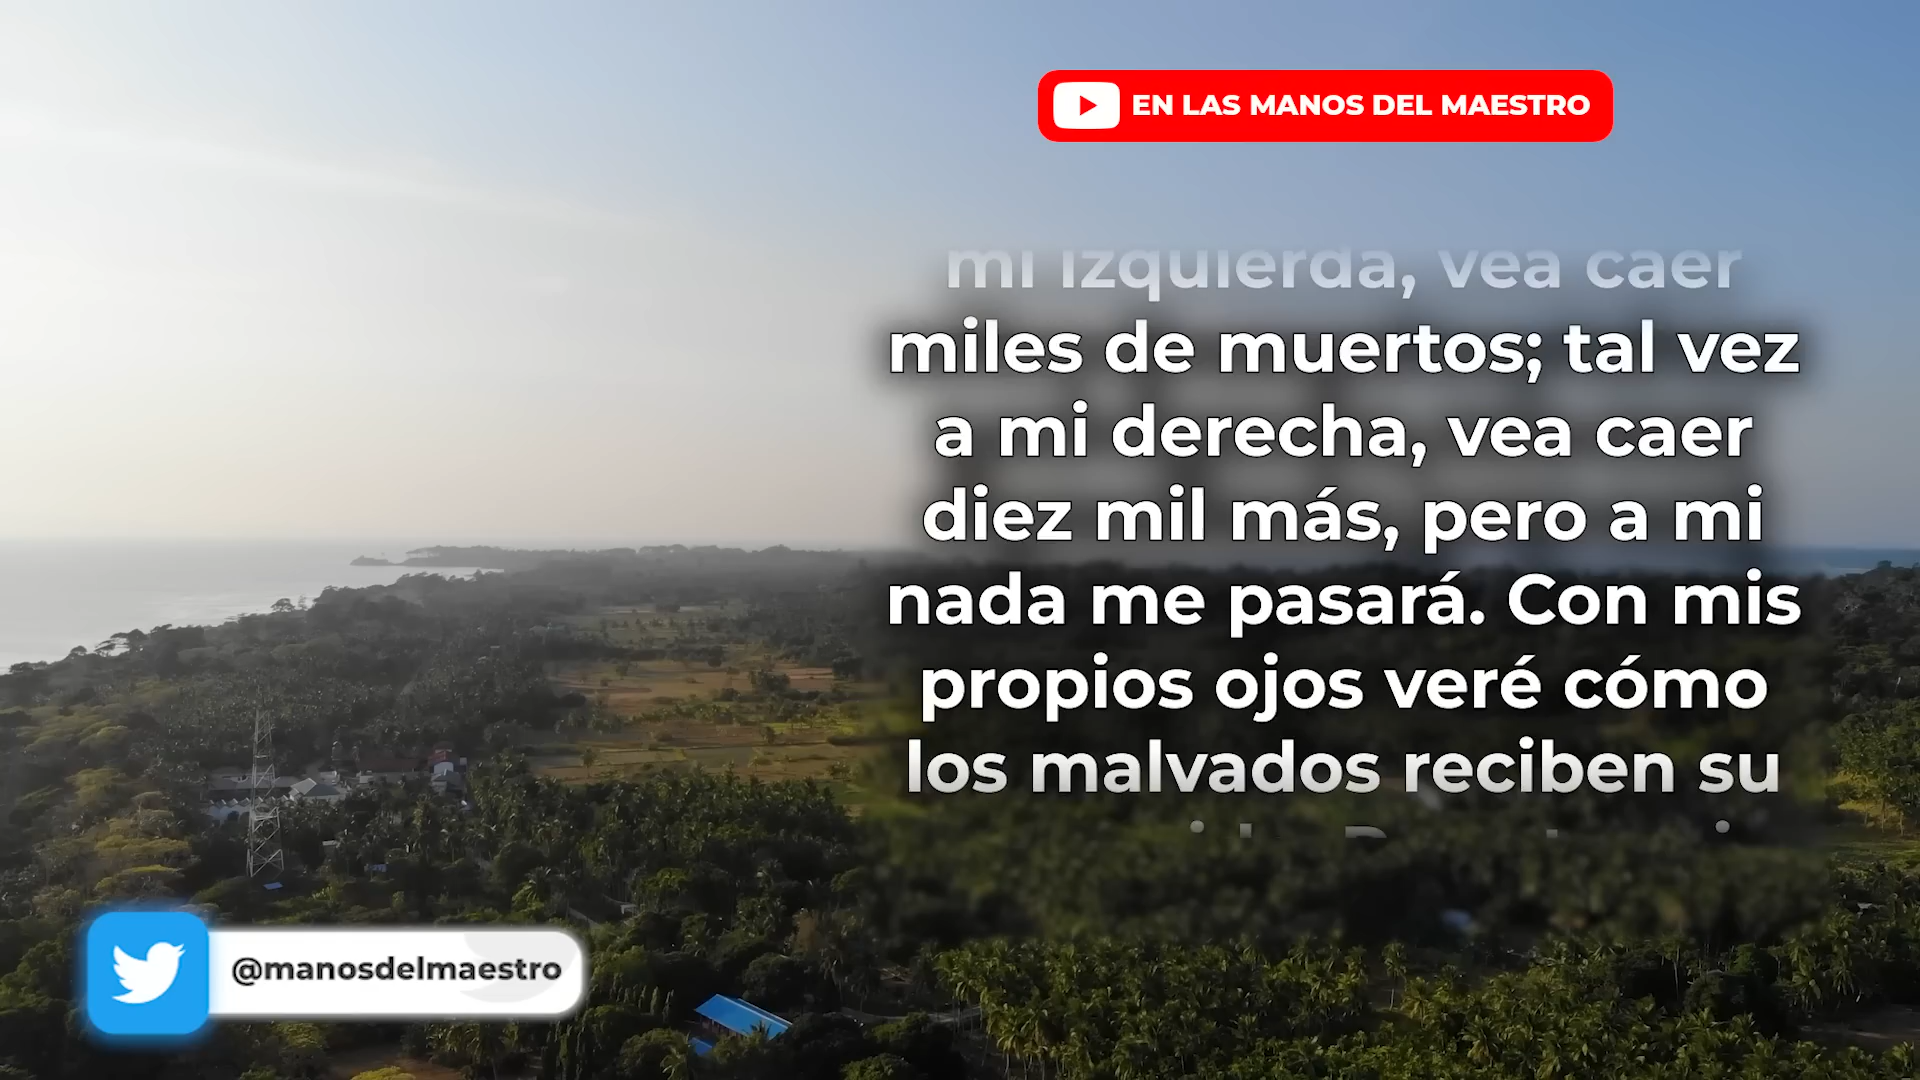 EN LAS MANOS DEL MAESTRO
mi izquierda, vea caer
miles de muertos; tal vez
a mi derecha, vea caer
diez mil más, pero a mi
nada me pasará. Con mis
propios ojos veré cómo
los malvados reciben su
@manosdelmaestro